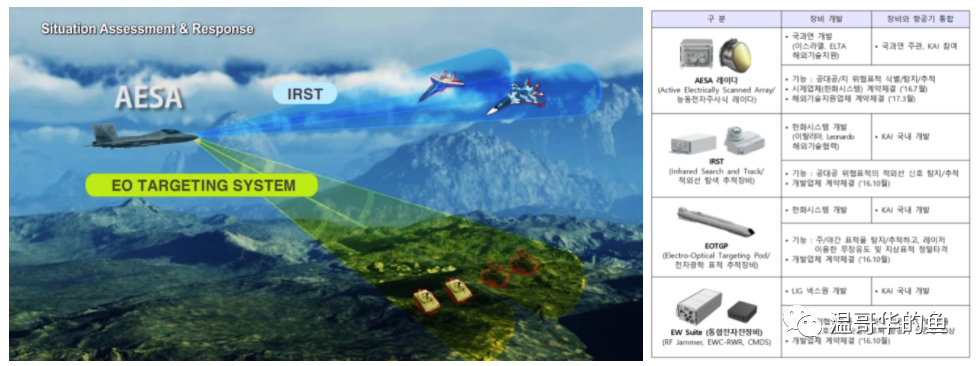 Situation Assessment & Response
AESA
IRST
EO TARGETING SYSTEM
구 분
장비 개발
장비와 항공기 통합
AESA 레이다
(Active Electrically Scanned Array/
능동전자주사식 레이다)
• 국과연 개발
(이스라엘, ELTA
해외기술지원)
• 국과연 주관, KAI 참여
• 기능 : 공대공/지 위협표적 식별/탐지/추적
• 시제업체(한화시스템) 계약체결 ('16.7월)
• 해외기술지원업체 계약체결 ('17.3월)
IRST
(Infrared Search and Track/
적외선 탐색 추적장비)
• 한화시스템 개발
(이탈리아, Leonardo
해외기술협력)
• KAI 국내 개발
• 기능 : 공대공 위협표적의 적외선 신호 탐지/추적
• 개발업체 계약체결 ('16.10월)
EOTGP
(Electro-Optical Targeting Pod/
전자광학 표적 추적장비)
• 한화시스템 개발
• KAI 국내 개발
• 기능 : 주/야간 표적을 탐지/추적하고, 레이저
이용한 무장유도 및 지상표적 정밀타격
• 개발업체 계약체결 ('16.10월)
EW Suite (통합전자전장비)
(RF Jammer, EWC-RWR, CMDS)
• LIG 넥스원 개발
• KAI 국내 개발
• 개발업체 계약체결 ('16.10월)
温哥华的鱼